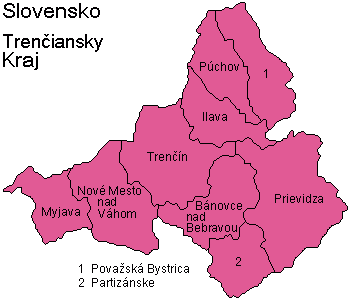 Slovensko
Trenčiansky
Kraj
Púchov
1
Ilava
Trenčín
Nové Mesto
nad
Váhom
Myjava
Bánovce
nad
Bebravou
Prievidza
2
1 Považská Bystrica
2 Partizánske